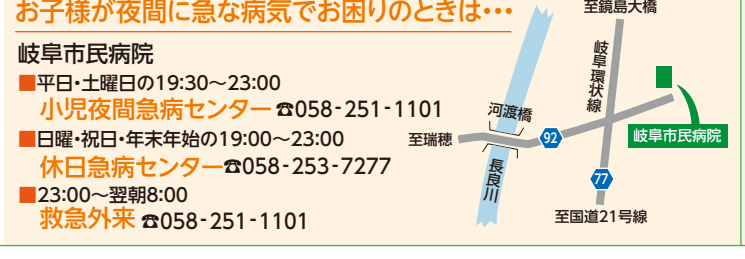 お子様が夜間に急な病気でお困りのときは・・・
岐阜市民病院
■平日・土曜日の19:30～23:00
小児夜間急病センター ☎058-251-1101
■日曜・祝日・年末年始の19:00～23:00
休日急病センター☎058-253-7277
■23:00～翌朝8:00
救急外来 ☎058-251-1101
至鏡島大橋
岐阜環状線
河渡橋
至瑞穂
92
岐阜市民病院
長良川
77
至国道21号線